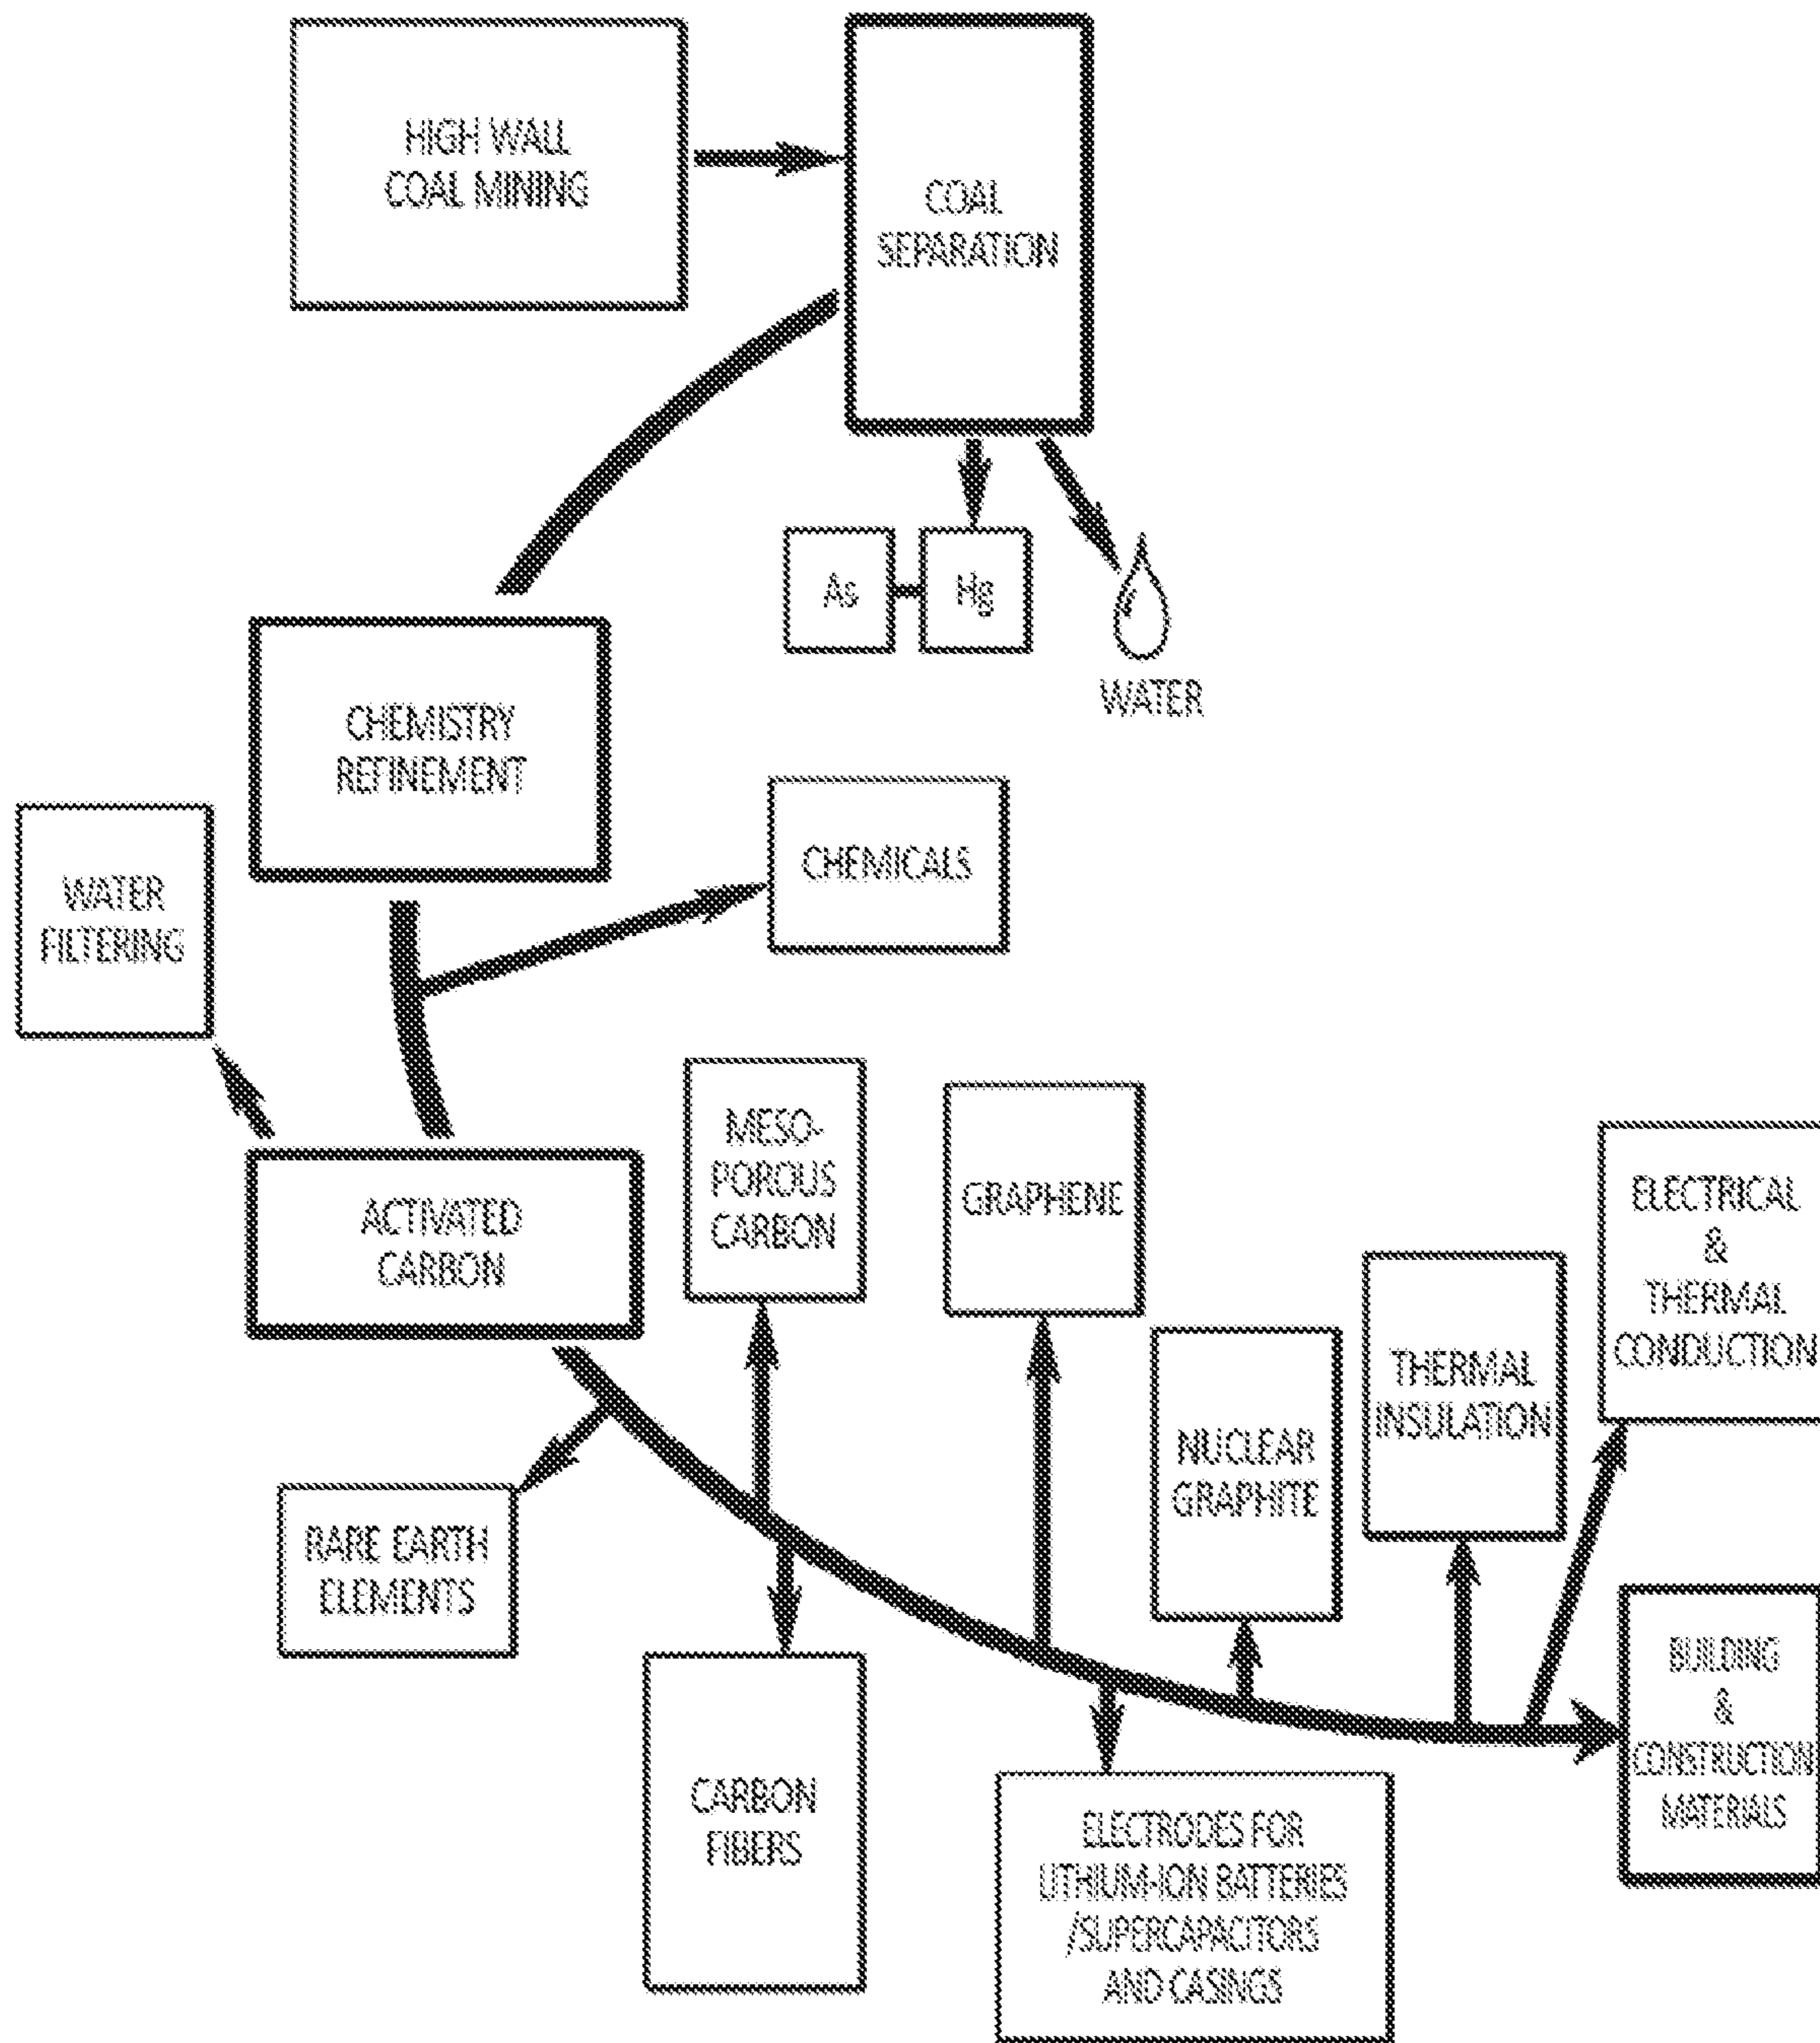 HIGH WALL
COAL MINING
COAL
SEPARATION
As
Hg
WATER
CHEMISTRY
REFINEMENT
CHEMICALS
WATER
FILTERING
ACTIVATED
CARBON
MESO-
POROUS
CARBON
GRAPHENE
NUCLEAR
GRAPHITE
THERMAL
INSULATION
ELECTRICAL
&
THERMAL
CONDUCTION
RARE EARTH
ELEMENTS
CARBON
FIBERS
ELECTRODES FOR
LITHIUM-ION BATTERIES
/SUPERCAPACITORS
AND CASINGS
BUILDING
&
CONSTRUCTION
MATERIALS